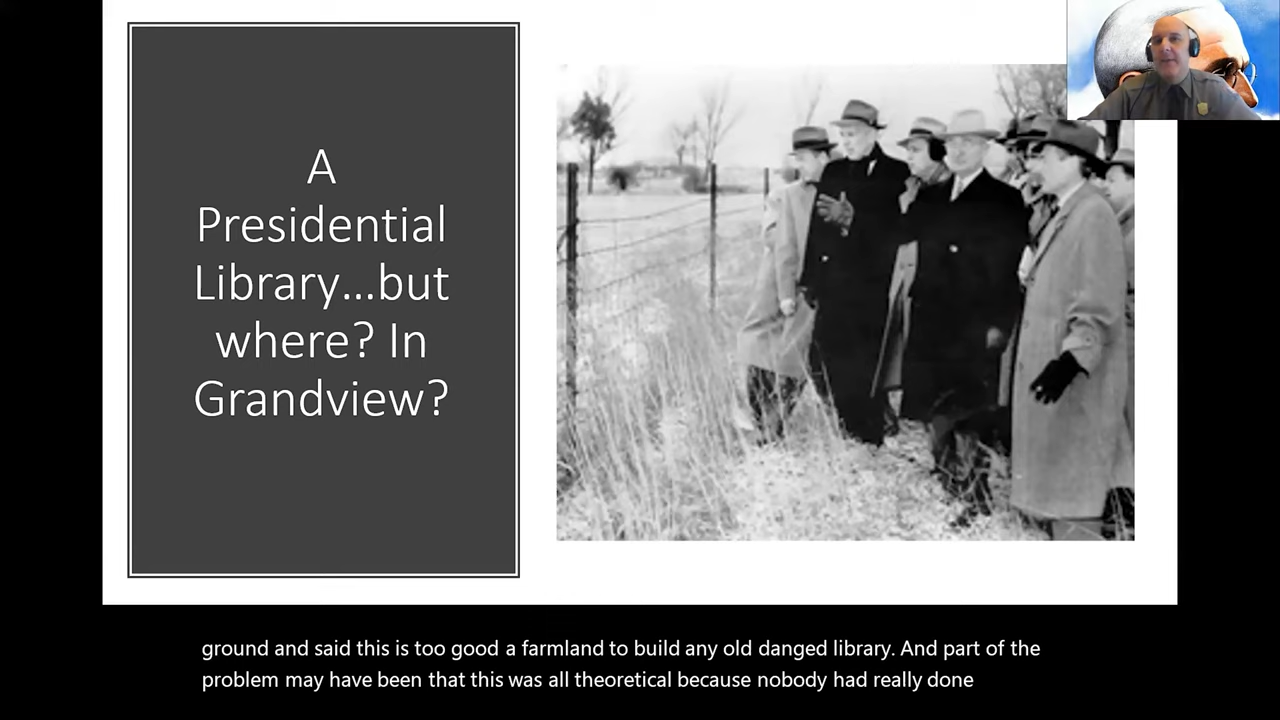 A
Presidential
Library...but
where? In
Grandview?
ground and said this is too good a farmland to build any old danged library. And part of the
problem may have been that this was all theoretical because nobody had really done